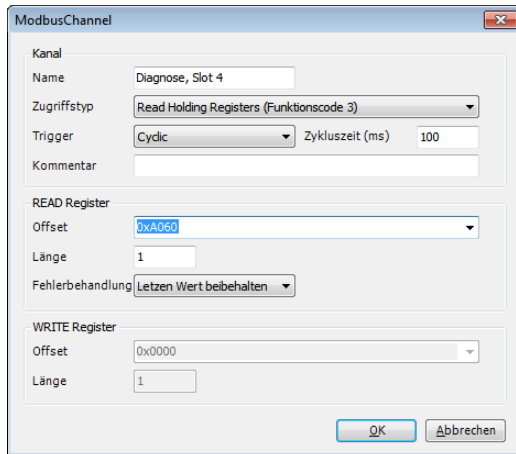 ModbusChannel
Kanal
Name Diagnose, Slot 4
Zugriffstyp Read Holding Registers (Funktionscode 3)
Trigger Cyclic Zykluszeit (ms) 100
Kommentar
READ Register
Offset 0xA060
Länge 1
Fehlerbehandlung Letzen Wert beibehalten
WRITE Register
Offset 0x0000
Länge 1
OK Abbrechen